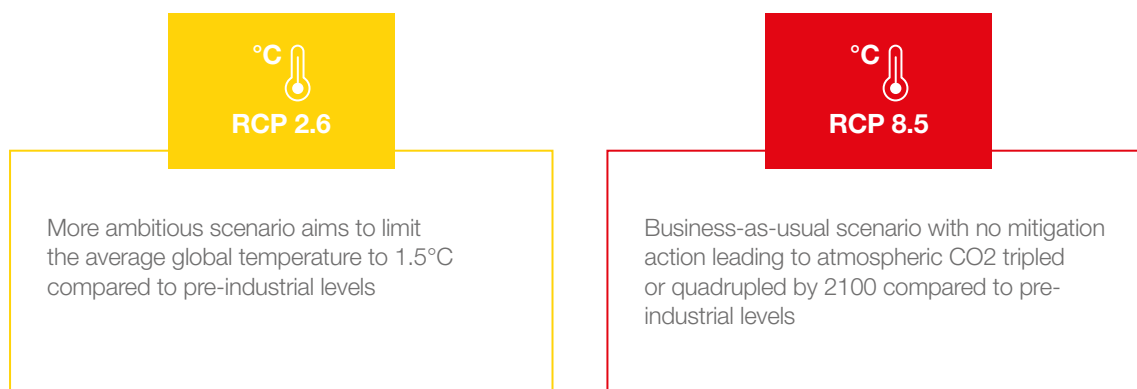 °C
RCP 2.6
More ambitious scenario aims to limit
the average global temperature to 1.5°C
compared to pre-industrial levels
°C
RCP 8.5
Business-as-usual scenario with no mitigation
action leading to atmospheric CO2 tripled
or quadrupled by 2100 compared to pre-
industrial levels